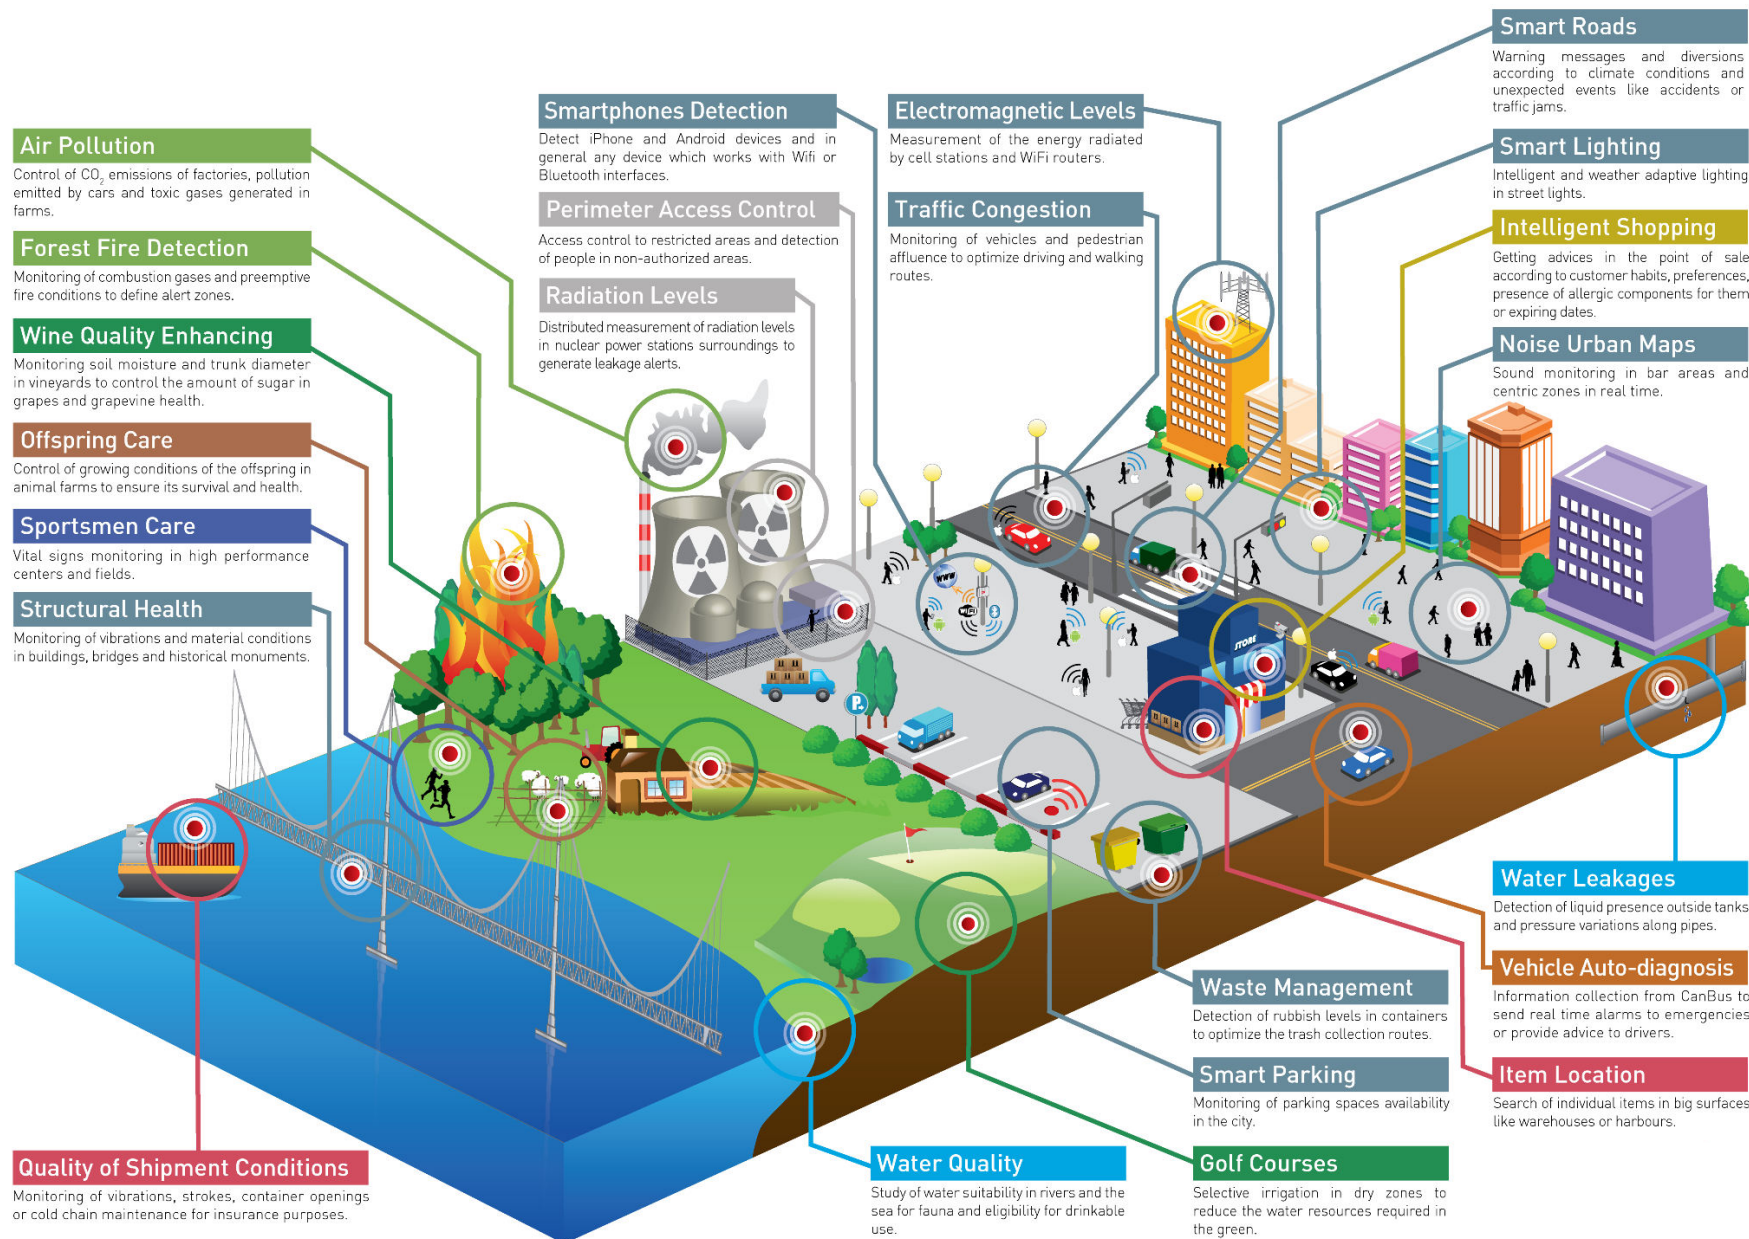 Air Pollution
Control of CO2 emissions of factories, pollution
emitted by cars and toxic gases generated in
farms.
Forest Fire Detection
Monitoring of combustion gases and preemptive
fire conditions to define alert zones.
Wine Quality Enhancing
Monitoring soil moisture and trunk diameter
in vineyards to control the amount of sugar in
grapes and grapevine health.
Offspring Care
Control of growing conditions of the offspring in
animal farms to ensure its survival and health.
Sportsmen Care
Vital signs monitoring in high performance
centers and fields.
Structural Health
Monitoring of vibrations and material conditions
in buildings, bridges and historical monuments.
Quality of Shipment Conditions
Monitoring of vibrations, strokes, container openings
or cold chain maintenance for insurance purposes.
Smartphones Detection
Detect iPhone and Android devices and in
general any device which works with Wifi or
Bluetooth interfaces.
Perimeter Access Control
Access control to restricted areas and detection
of people in non-authorized areas.
Radiation Levels
Distributed measurement of radiation levels
in nuclear power stations surroundings to
generate leakage alerts.
Electromagnetic Levels
Measurement of the energy radiated
by cell stations and WiFi routers.
Traffic Congestion
Monitoring of vehicles and pedestrian
affluence to optimize driving and walking
routes.
Smart Roads
Warning messages and diversions
according to climate conditions and
unexpected events like accidents or
traffic jams.
Smart Lighting
Intelligent and weather adaptive lighting
in street lights.
Intelligent Shopping
Getting advices in the point of sale
according to customer habits, preferences,
presence of allergic components for them
or expiring dates.
Noise Urban Maps
Sound monitoring in bar areas and
centric zones in real time.
www
WiFi
STORE
P
Water Leakages
Detection of liquid presence outside tanks
and pressure variations along pipes.
Vehicle Auto-diagnosis
Information collection from CanBus to
send real time alarms to emergencies
or provide advice to drivers.
Item Location
Search of individual items in big surfaces
like warehouses or harbours.
Waste Management
Detection of rubbish levels in containers
to optimize the trash collection routes.
Smart Parking
Monitoring of parking spaces availability
in the city.
Golf Courses
Selective irrigation in dry zones to
reduce the water resources required in
the green.
Water Quality
Study of water suitability in rivers and the
sea for fauna and eligibility for drinkable
use.